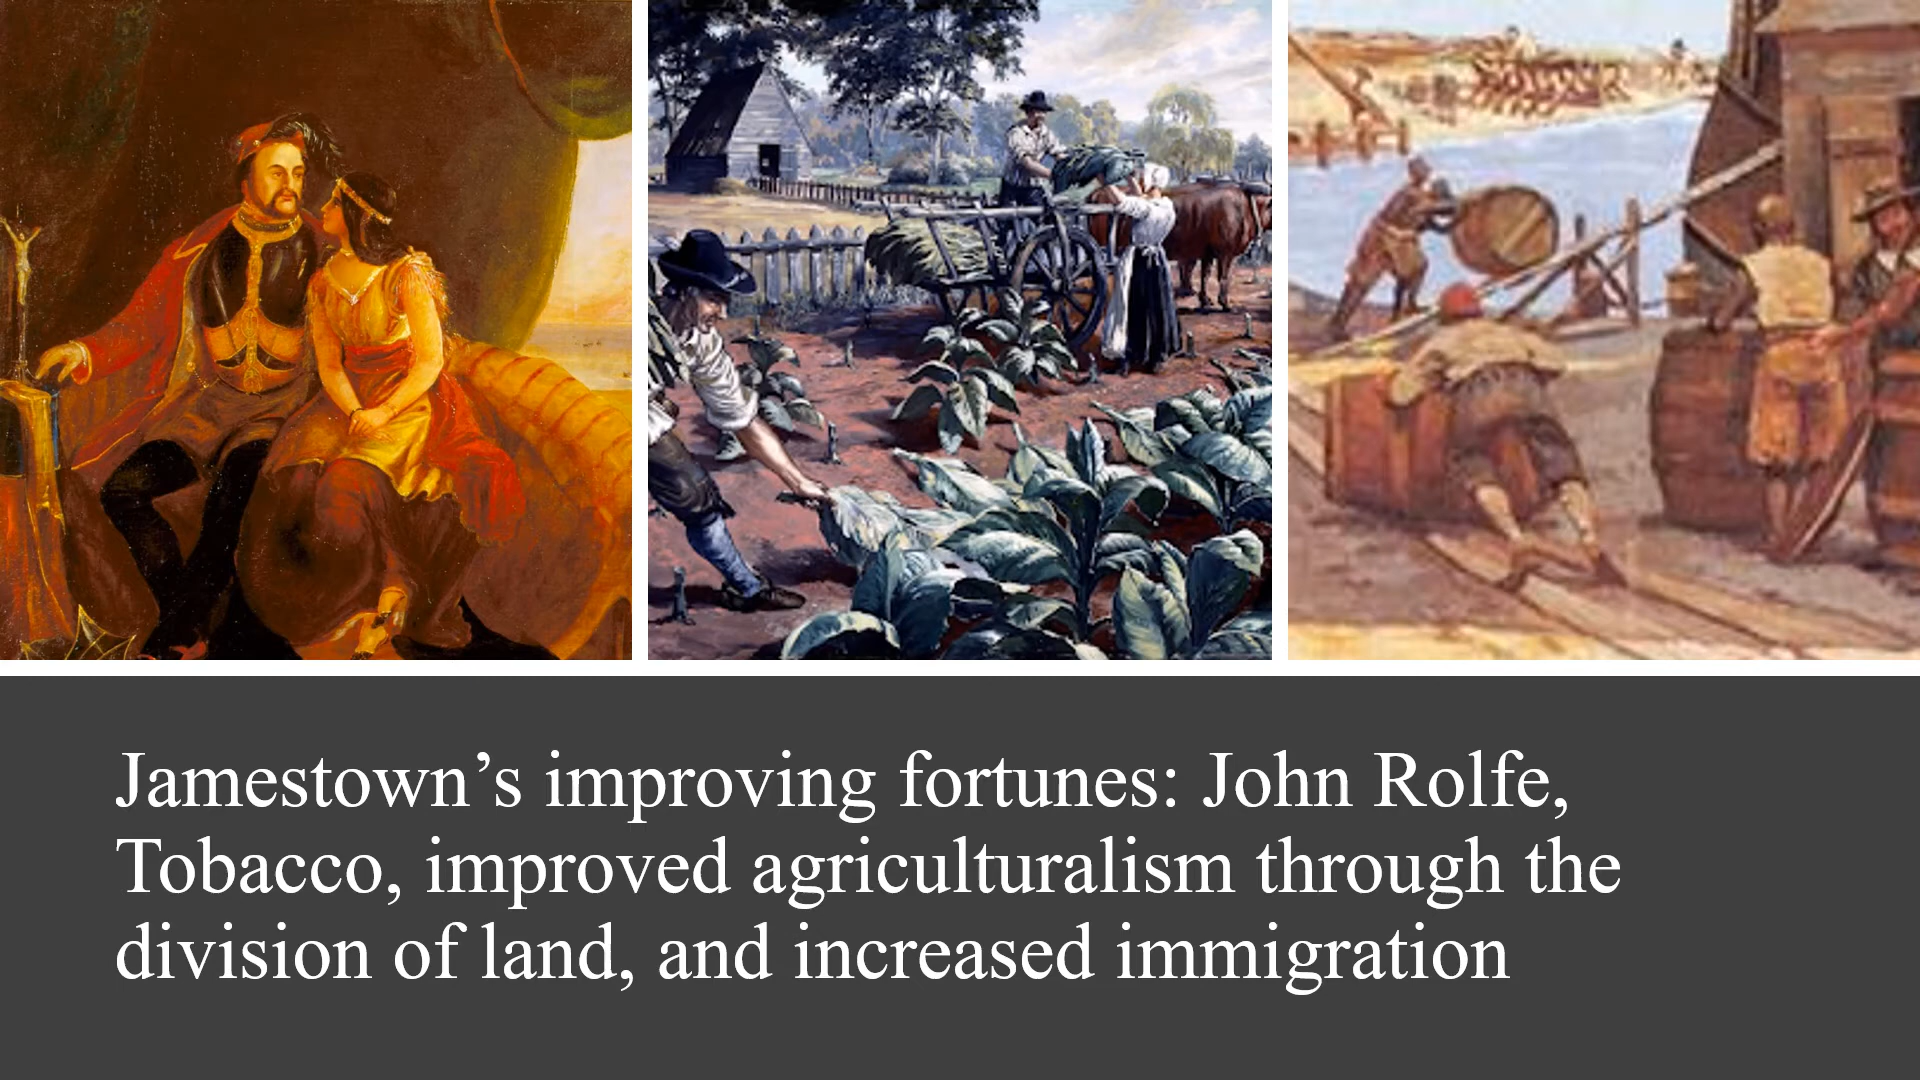 Jamestown’s improving fortunes: John Rolfe,
Tobacco, improved agriculturalism through the
division of land, and increased immigration